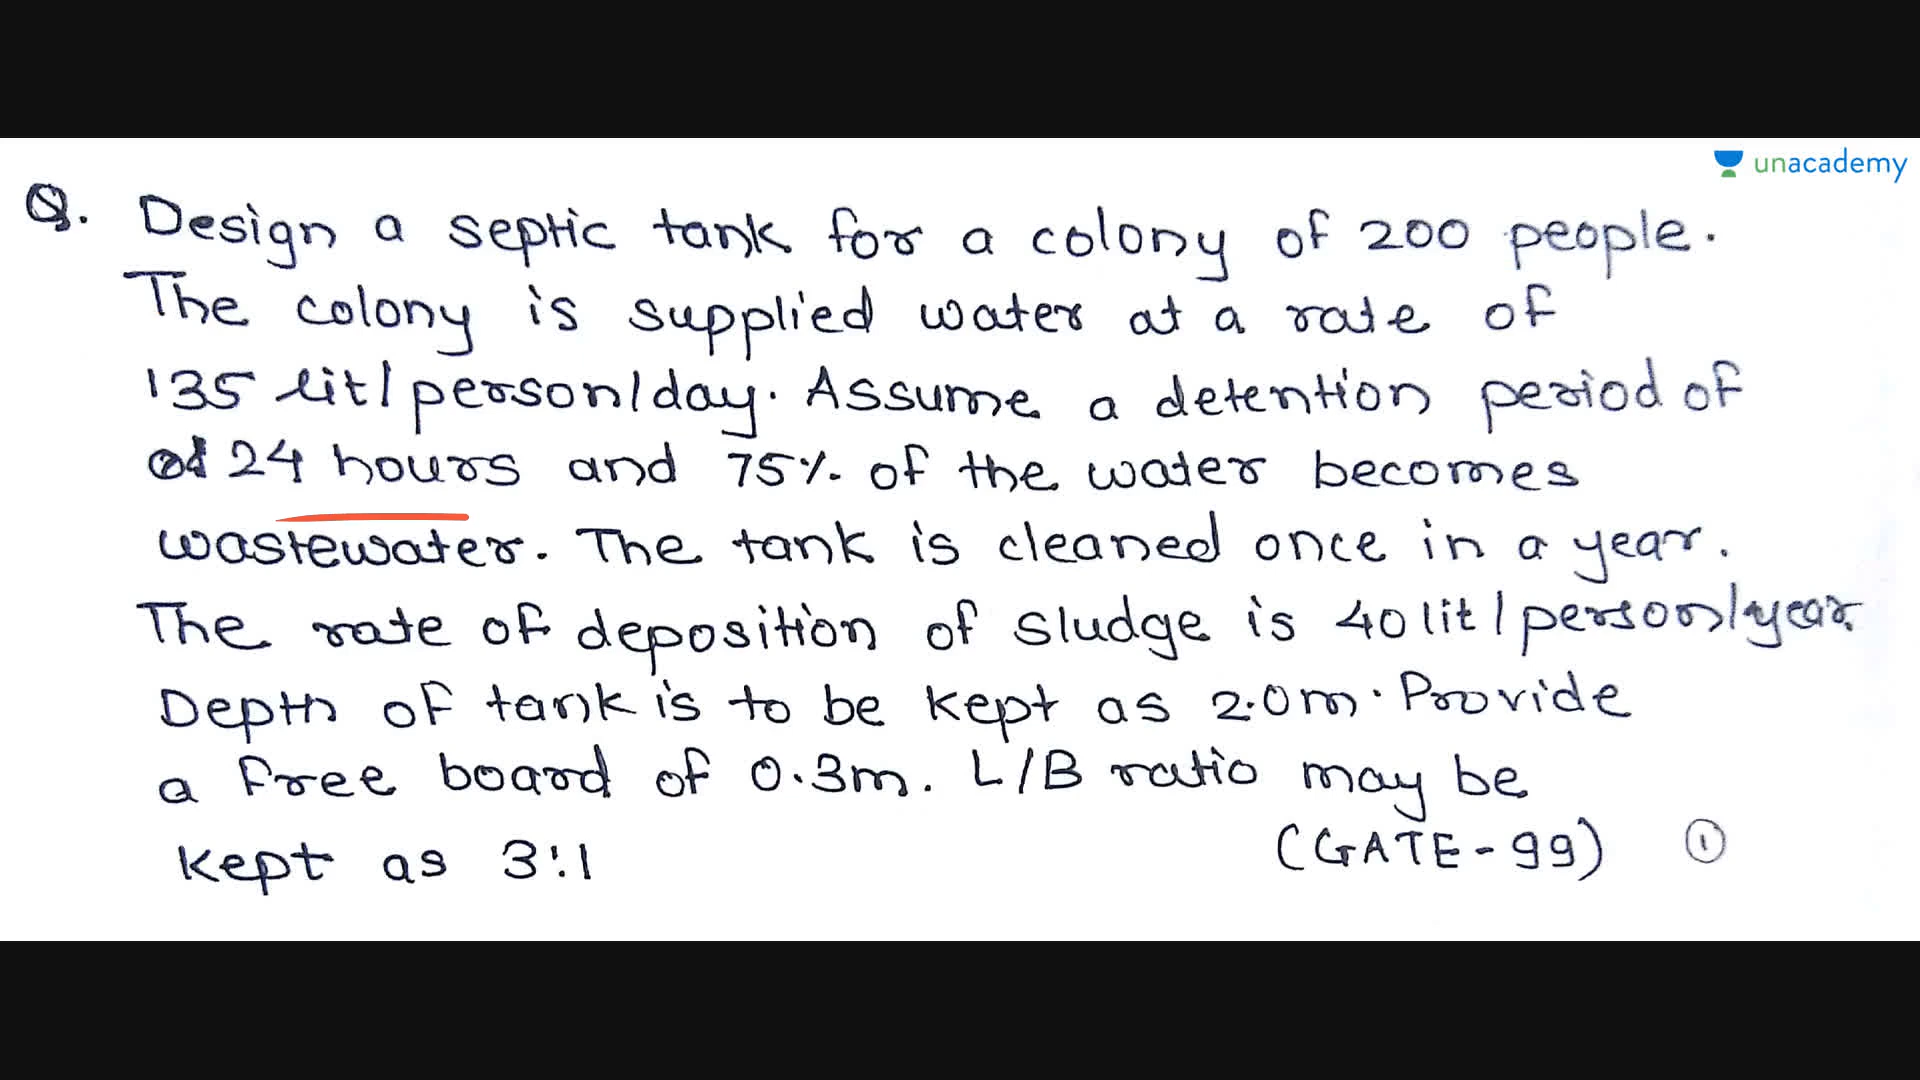 unacademy
Q. Design a septic tank for a colony of 200 people.
The colony is supplied water at a rate of
135 lit/person/day. Assume a detention period of
of 24 hours and 75% of the water becomes
wastewater. The tank is cleaned once in a year.
The rate of deposition of sludge is 40 lit/person/year.
Depth of tank is to be kept as 2.0m. Provide
a free board of 0.3m. L/B ratio may be
kept as 3:1
(GATE-99) 1